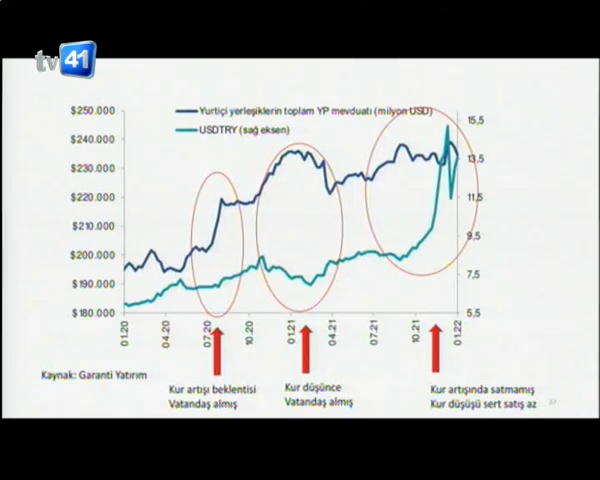 tv41
Yurtiçi yerleşiklerin toplam YP mevduatı (milyon USD)
USDTRY (sağ eksen)
$250.000
$240.000
$230.000
$220.000
$210.000
$200.000
$190.000
$180.000
15,5
13,5
11,5
9,5
7,5
5,5
01.20
04.20
07.20
10.20
01.21
04.21
07.21
10.21
01.22
Kaynak: Garanti Yatırım
Kur artışı beklentisi
Vatandaş almış
Kur düşünce
Vatandaş almış
Kur artışında satmamış
Kur düşüşü sert satış az